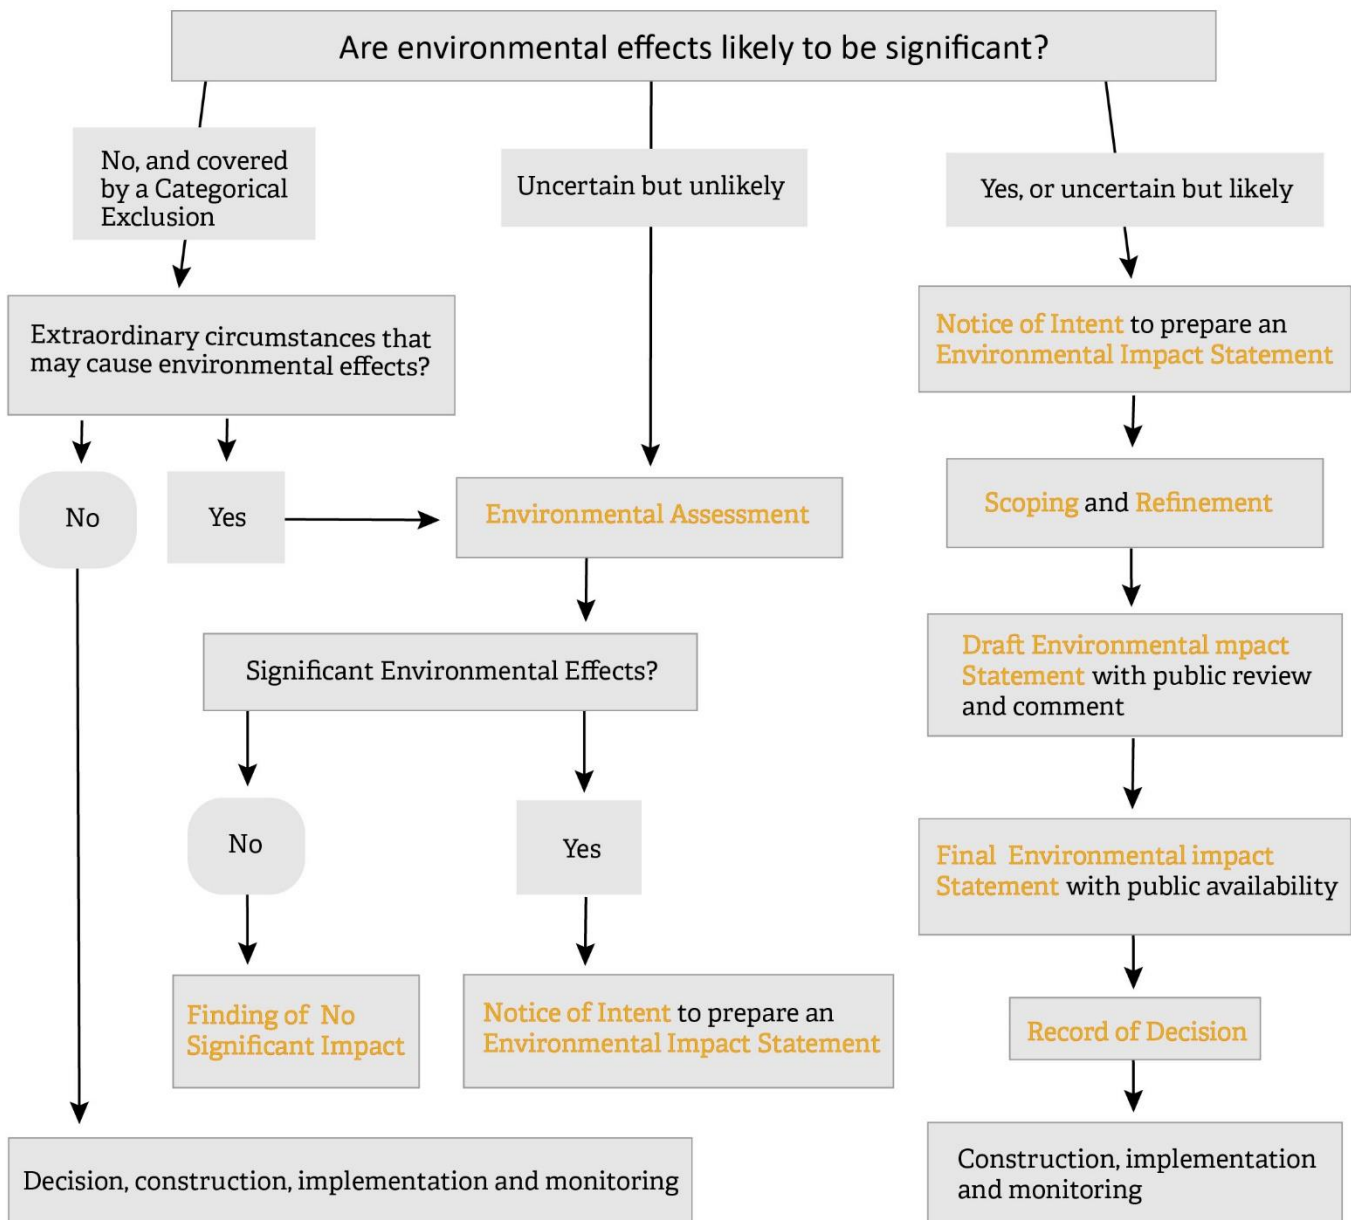 Are environmental effects likely to be significant?
No, and covered
by a Categorical
Exclusion
Uncertain but unlikely
Yes, or uncertain but likely
Extraordinary circumstances that
may cause environmental effects?
Notice of Intent to prepare an
Environmental Impact Statement
No
Yes
Environmental Assessment
Scoping and Refinement
Significant Environmental Effects?
Draft Environmental mpact
Statement with public review
and comment
No
Yes
Final Environmental impact
Statement with public availability
Finding of No
Significant Impact
Notice of Intent to prepare an
Environmental Impact Statement
Record of Decision
Decision, construction, implementation and monitoring
Construction, implementation
and monitoring